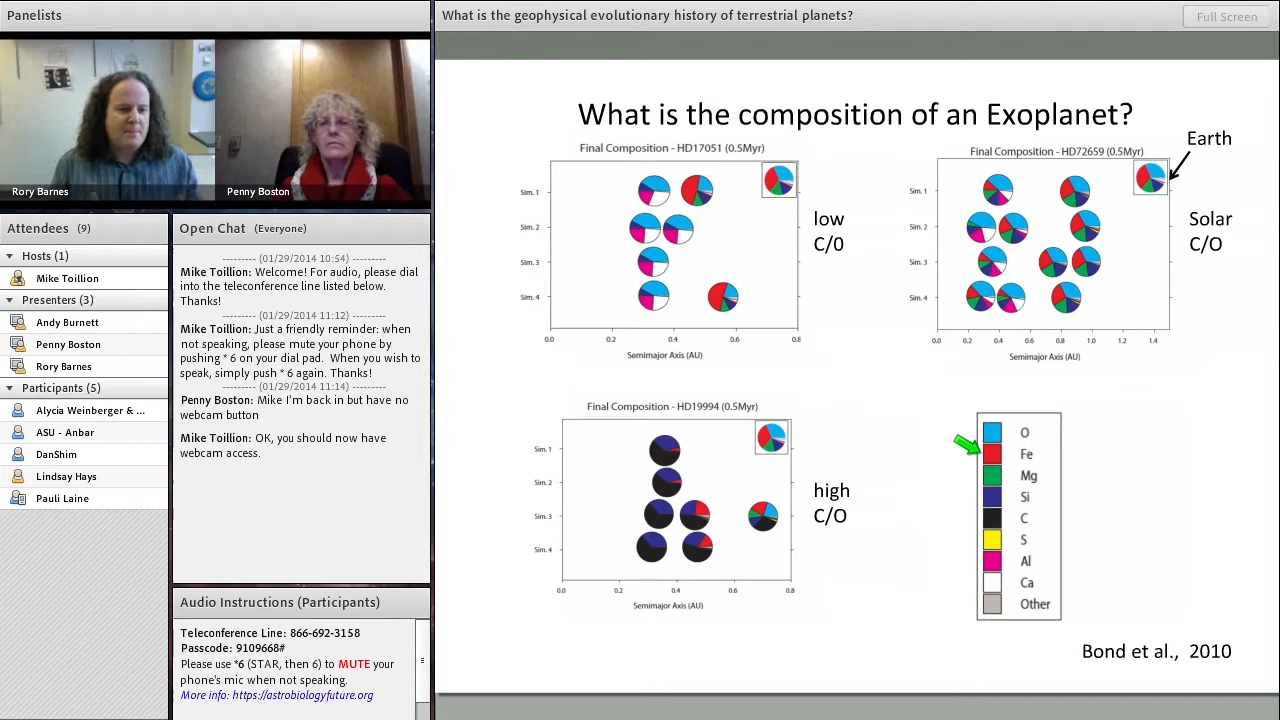 Panelists
Rory Barnes
Penny Boston
Attendees (9)
Hosts (1)
Mike Toillion
Presenters (3)
Andy Burnett
Penny Boston
Rory Barnes
Participants (5)
Alycia Weinberger & ...
ASU - Anbar
DanShim
Lindsay Hays
Pauli Laine
Open Chat (Everyone)
--------- (01/29/2014 10:54) ---------
Mike Toillion: Welcome! For audio, please dial
into the teleconference line listed below.
Thanks!
--------- (01/29/2014 11:12) ---------
Mike Toillion: Just a friendly reminder: when
not speaking, please mute your phone by
pushing * 6 on your dial pad. When you wish to
speak, simply push * 6 again. Thanks!
--------- (01/29/2014 11:14) ---------
Penny Boston: Mike I'm back in but have no
webcam button
Mike Toillion: OK, you should now have
webcam access.
Audio Instructions (Participants)
Teleconference Line: 866-692-3158
Passcode: 9109668#
Please use *6 (STAR, then 6) to MUTE your
phone's mic when not speaking.
More info: https://astrobiologyfuture.org
What is the geophysical evolutionary history of terrestrial planets?
Full Screen
What is the composition of an Exoplanet?
Final Composition - HD17051 (0.5Myr)
Sim. 1
Sim. 2
Sim. 3
Sim. 4
0.0 0.2 0.4 0.6 0.8
Semimajor Axis (AU)
low
C/0
Final Composition - HD72659 (0.5Myr)
Earth
Sim. 1
Sim. 2
Sim. 3
Sim. 4
0.0 0.2 0.4 0.6 0.8 1.0 1.2 1.4
Semimajor Axis (AU)
Solar
C/O
Final Composition - HD19994 (0.5Myr)
Sim. 1
Sim. 2
Sim. 3
Sim. 4
0.0 0.2 0.4 0.6 0.8
Semimajor Axis (AU)
high
C/O
O
Fe
Mg
Si
C
S
Al
Ca
Other
Bond et al., 2010